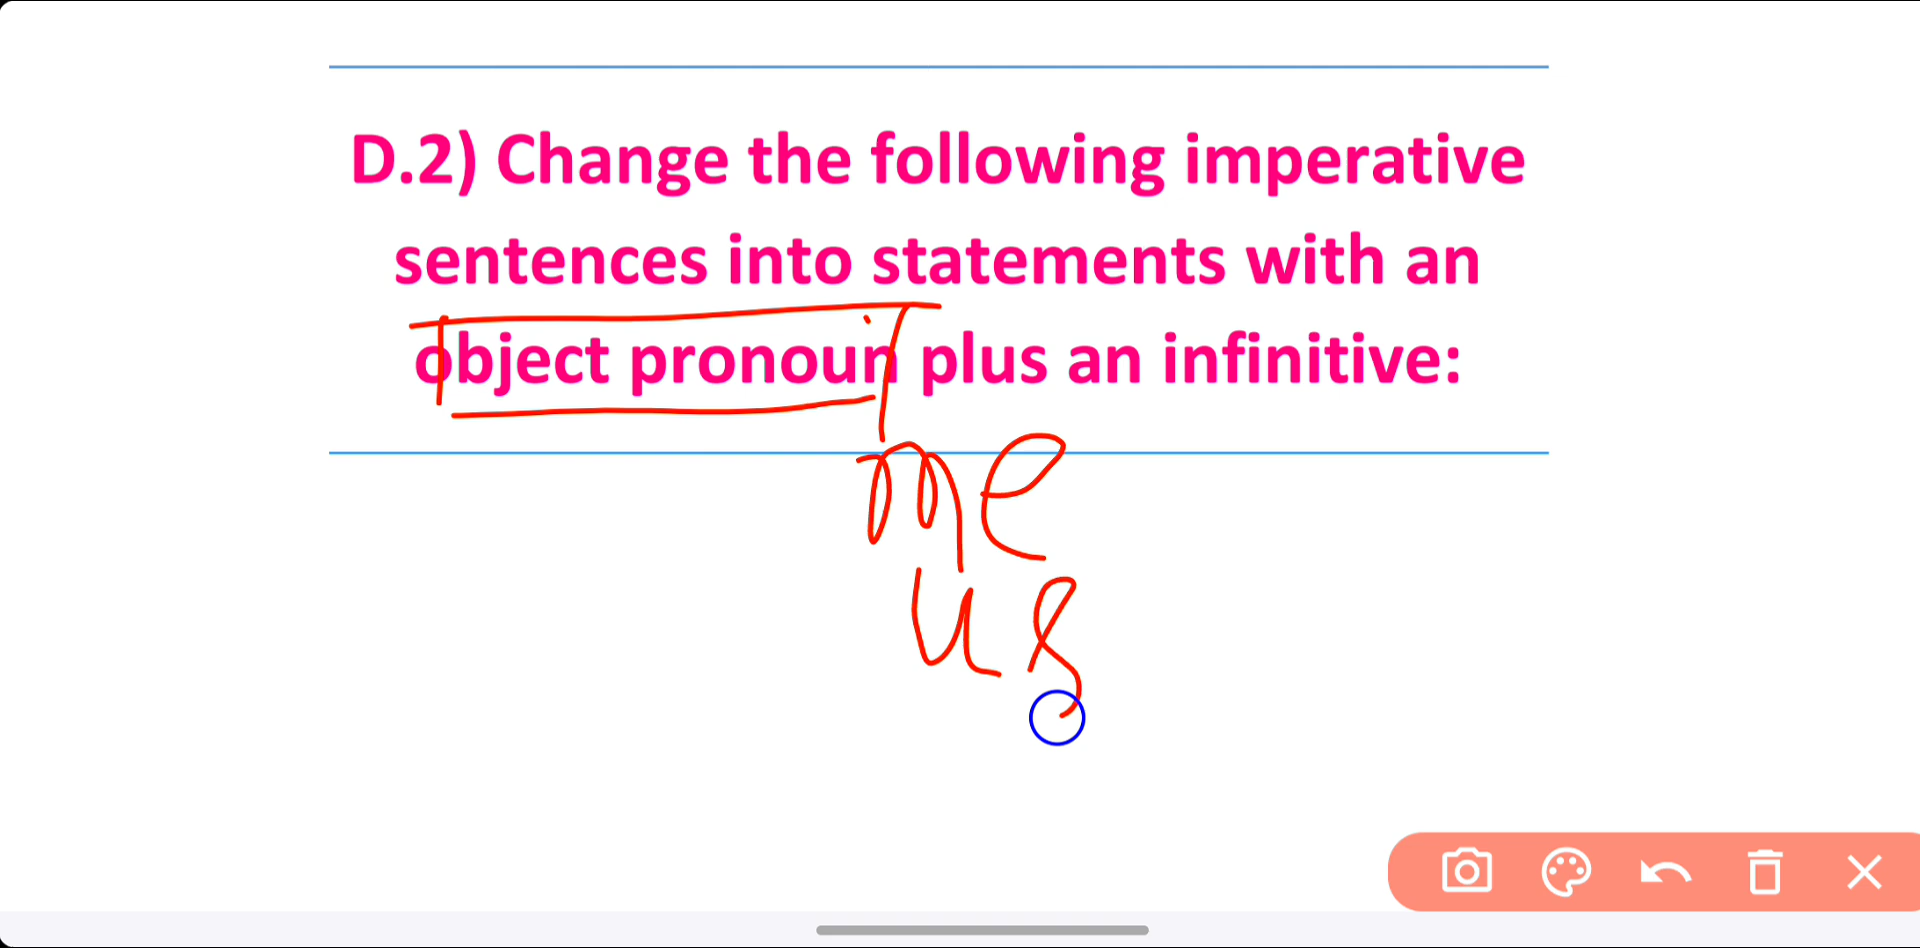 D.2) Change the following imperative
sentences into statements with an
object pronoun plus an infinitive:
me
us